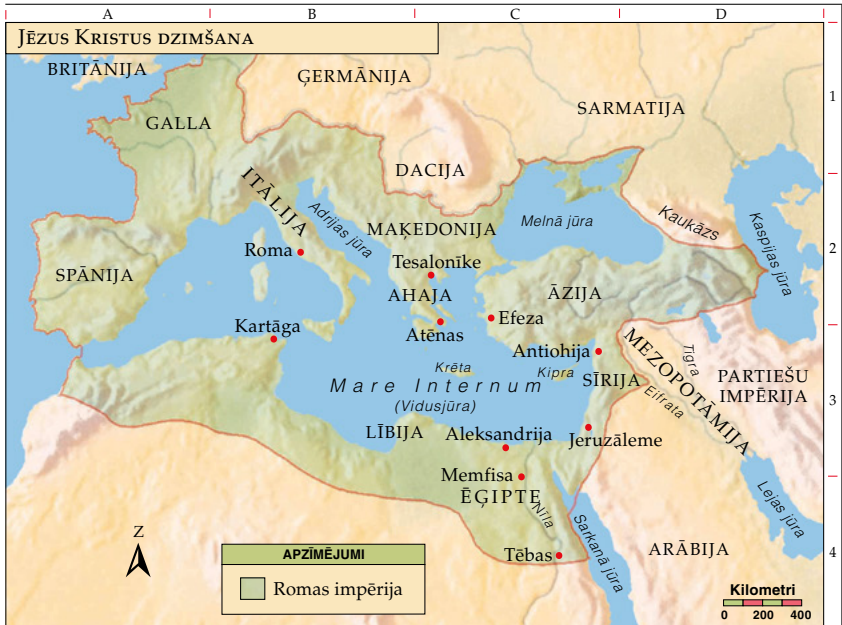 A B C D
JĒZUS KRISTUS DZIMŠANA
BRITĀNIJA
ĢERMĀNIJA
1
SARMATIJA
GALLA
DACIJA
ITĀLIJA
Adrijas jūra
MAĶEDONIJA
Melnā jūra
Kaukāzs
Kaspijas jūra
2
Roma
Tesalonīke
SPĀNIJA
AHAJA
ĀZIJA
Efeza
Kartāga
Atēnas
Antiohija
MEZOPOTĀMIJA
Tigra
Krēta
Kipra
SĪRIJA
PARTIEŠU
IMPĒRIJA
Eifrata
3
Mare Internum
(Vidusjūra)
LĪBIJA
Aleksandrija
Jeruzāleme
Memfisa
ĒĢIPTE
Nīla
Sarkanā jūra
Lejas jūra
Z
Tēbas
ARĀBIJA
4
APZĪMĒJUMI
Romas impērija
Kilometri
0 200 400